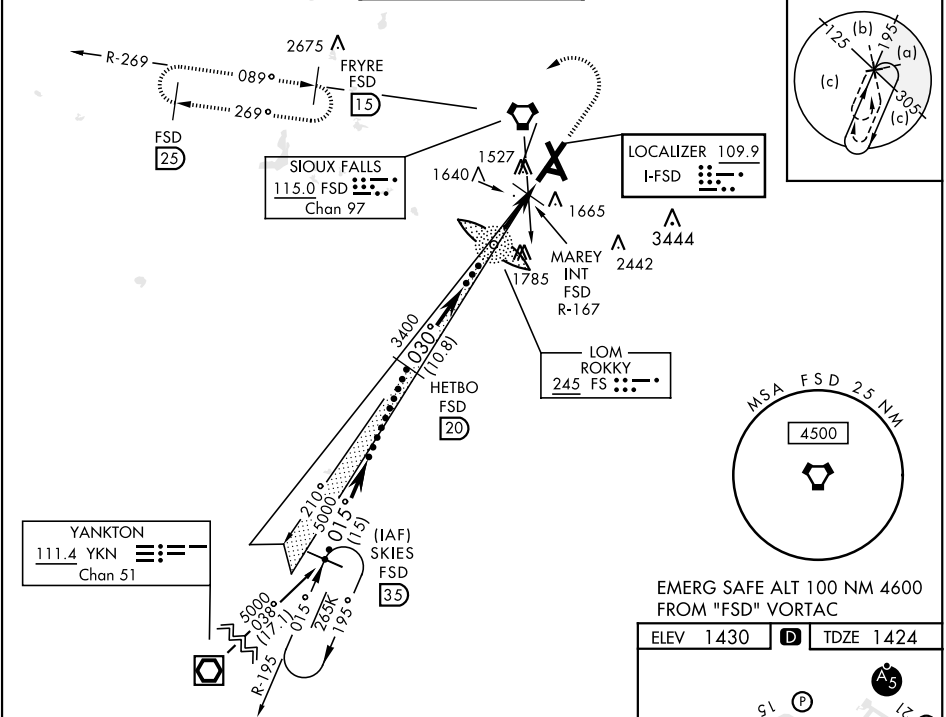 R-269
089°
269°
2675
FRYRE
FSD
15
FSD
25
SIOUX FALLS
115.0 FSD
Chan 97
1527
1640
1665
LOCALIZER 109.9
I-FSD
3444
2442
1785
MAREY
INT
FSD
R-167
125
(b)
195
(a)
(c)
305
(c)
3400
030°
(10.8)
LOM
ROKKY
245 FS
HETBO
FSD
20
MSA FSD 25 NM
4500
210°
5000
015°
(15)
(IAF)
SKIES
FSD
35
YANKTON
111.4 YKN
Chan 51
5000
038°
(17.1)
015°
265K
195°
R-195
EMERG SAFE ALT 100 NM 4600
FROM "FSD" VORTAC
ELEV 1430
D
TDZE 1424
A5
15
P
21